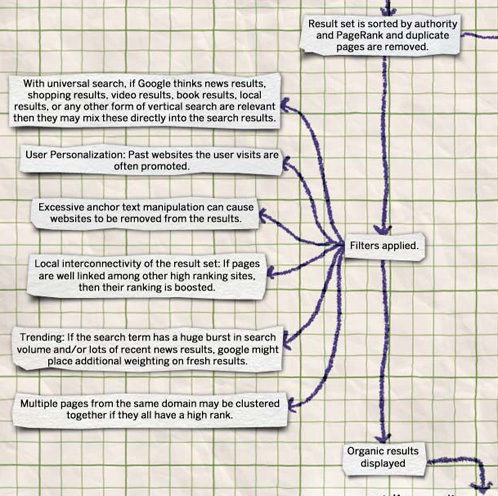 Result set is sorted by authority
and PageRank and duplicate
pages are removed.
With universal search, if Google thinks news results,
shopping results, video results, book results, local
results, or any other form of vertical search are relevant
then they may mix these directly into the search results.
User Personalization: Past websites the user visits are
often promoted.
Excessive anchor text manipulation can cause
websites to be removed from the results.
Filters applied.
Local interconnectivity of the result set: If pages
are well linked among other high ranking sites,
then their ranking is boosted.
Trending: If the search term has a huge burst in search
volume and/or lots of recent news results, google might
place additional weighting on fresh results.
Multiple pages from the same domain may be clustered
together if they all have a high rank.
Organic results
displayed